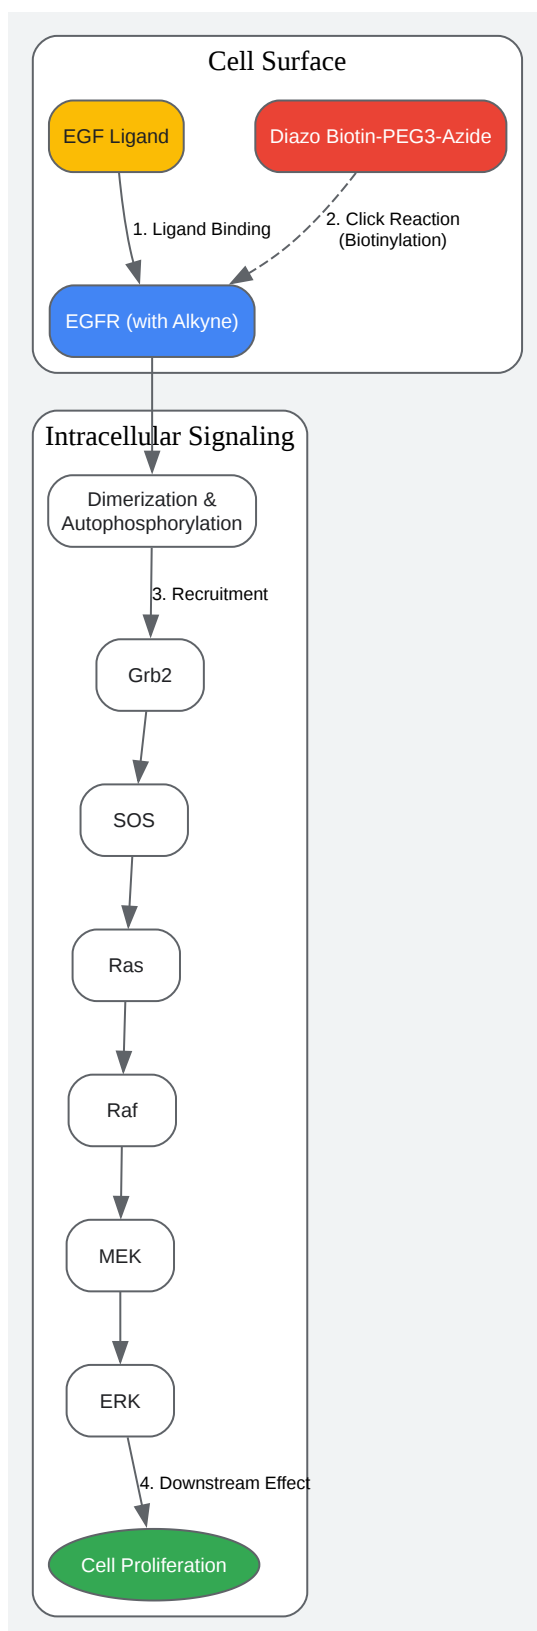 Cell Surface
EGF Ligand
Diazo Biotin-PEG3-Azide
1. Ligand Binding
2. Click Reaction
(Biotinylation)
EGFR (with Alkyne)
Intracellular Signaling
Dimerization &
Autophosphorylation
3. Recruitment
Grb2
SOS
Ras
Raf
MEK
ERK
4. Downstream Effect
Cell Proliferation